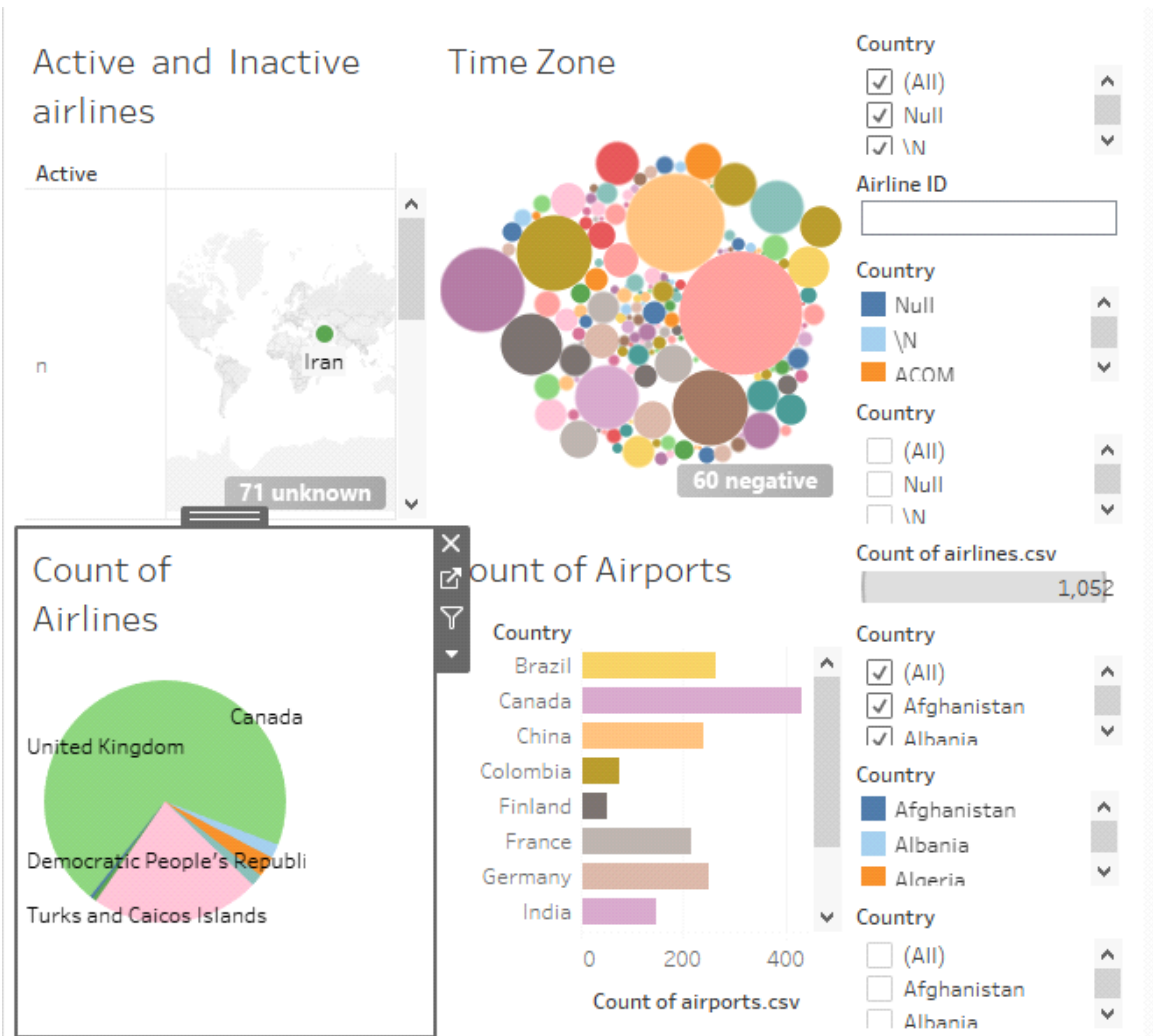 Active and Inactive
airlines
Active
n
Iran
71 unknown
Time Zone
60 negative
Country
(All)
Null
\N
Airline ID
Country
Null
\N
ACOM
Country
(All)
Null
\N
Count of
Airlines
Canada
United Kingdom
Democratic People's Republi
Turks and Caicos Islands
ount of Airports
Country
Brazil
Canada
China
Colombia
Finland
France
Germany
India
0 200 400
Count of airports.csv
Count of airlines.csv
1,052
Country
(All)
Afghanistan
Albania
Country
Afghanistan
Albania
Algeria
Country
(All)
Afghanistan
Albania